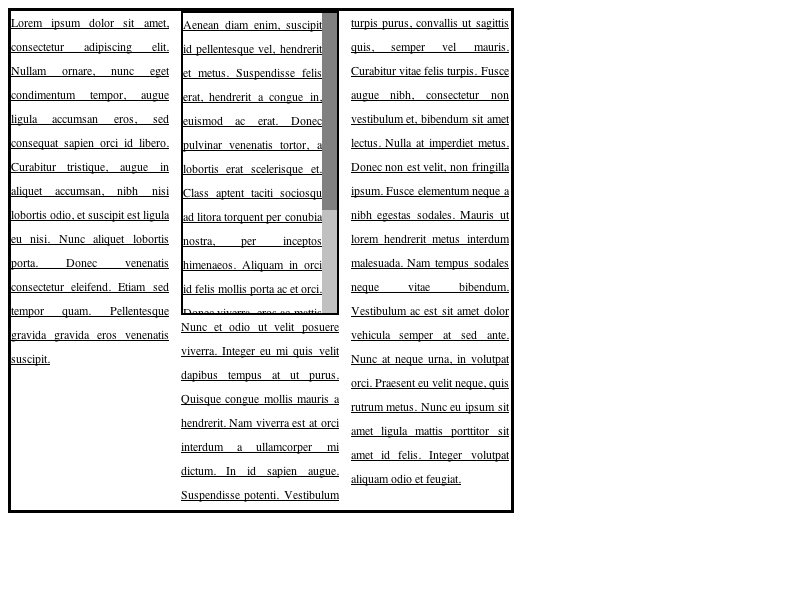 Lorem ipsum dolor sit amet,
consectetur adipiscing elit.
Nullam ornare, nunc eget
condimentum tempor, augue
ligula accumsan eros, sed
consequat sapien orci id libero.
Curabitur tristique, augue in
aliquet accumsan, nibh nisi
lobortis odio, et suscipit est ligula
eu nisi. Nunc aliquet lobortis
porta. Donec venenatis
consectetur eleifend. Etiam sed
tempor quam. Pellentesque
gravida gravida eros venenatis
suscipit.
Aenean diam enim, suscipit
id pellentesque vel, hendrerit
et metus. Suspendisse felis
erat, hendrerit a congue in,
euismod ac erat. Donec
pulvinar venenatis tortor, a
lobortis erat scelerisque et.
Class aptent taciti sociosqu
ad litora torquent per conubia
nostra, per inceptos
himenaeos. Aliquam in orci
id felis mollis porta ac et orci.
Donec viverra, eros ac mattis
Nunc et odio ut velit posuere
viverra. Integer eu mi quis velit
dapibus tempus at ut purus.
Quisque congue mollis mauris a
hendrerit. Nam viverra est at orci
interdum a ullamcorper mi
dictum. In id sapien augue.
Suspendisse potenti. Vestibulum
turpis purus, convallis ut sagittis
quis, semper vel mauris.
Curabitur vitae felis turpis. Fusce
augue nibh, consectetur non
vestibulum et, bibendum sit amet
lectus. Nulla at imperdiet metus.
Donec non est velit, non fringilla
ipsum. Fusce elementum neque a
nibh egestas sodales. Mauris ut
lorem hendrerit metus interdum
malesuada. Nam tempus sodales
neque vitae bibendum.
Vestibulum ac est sit amet dolor
vehicula semper at sed ante.
Nunc at neque urna, in volutpat
orci. Praesent eu velit neque, quis
rutrum metus. Nunc eu ipsum sit
amet ligula mattis porttitor sit
amet id felis. Integer volutpat
aliquam odio et feugiat.